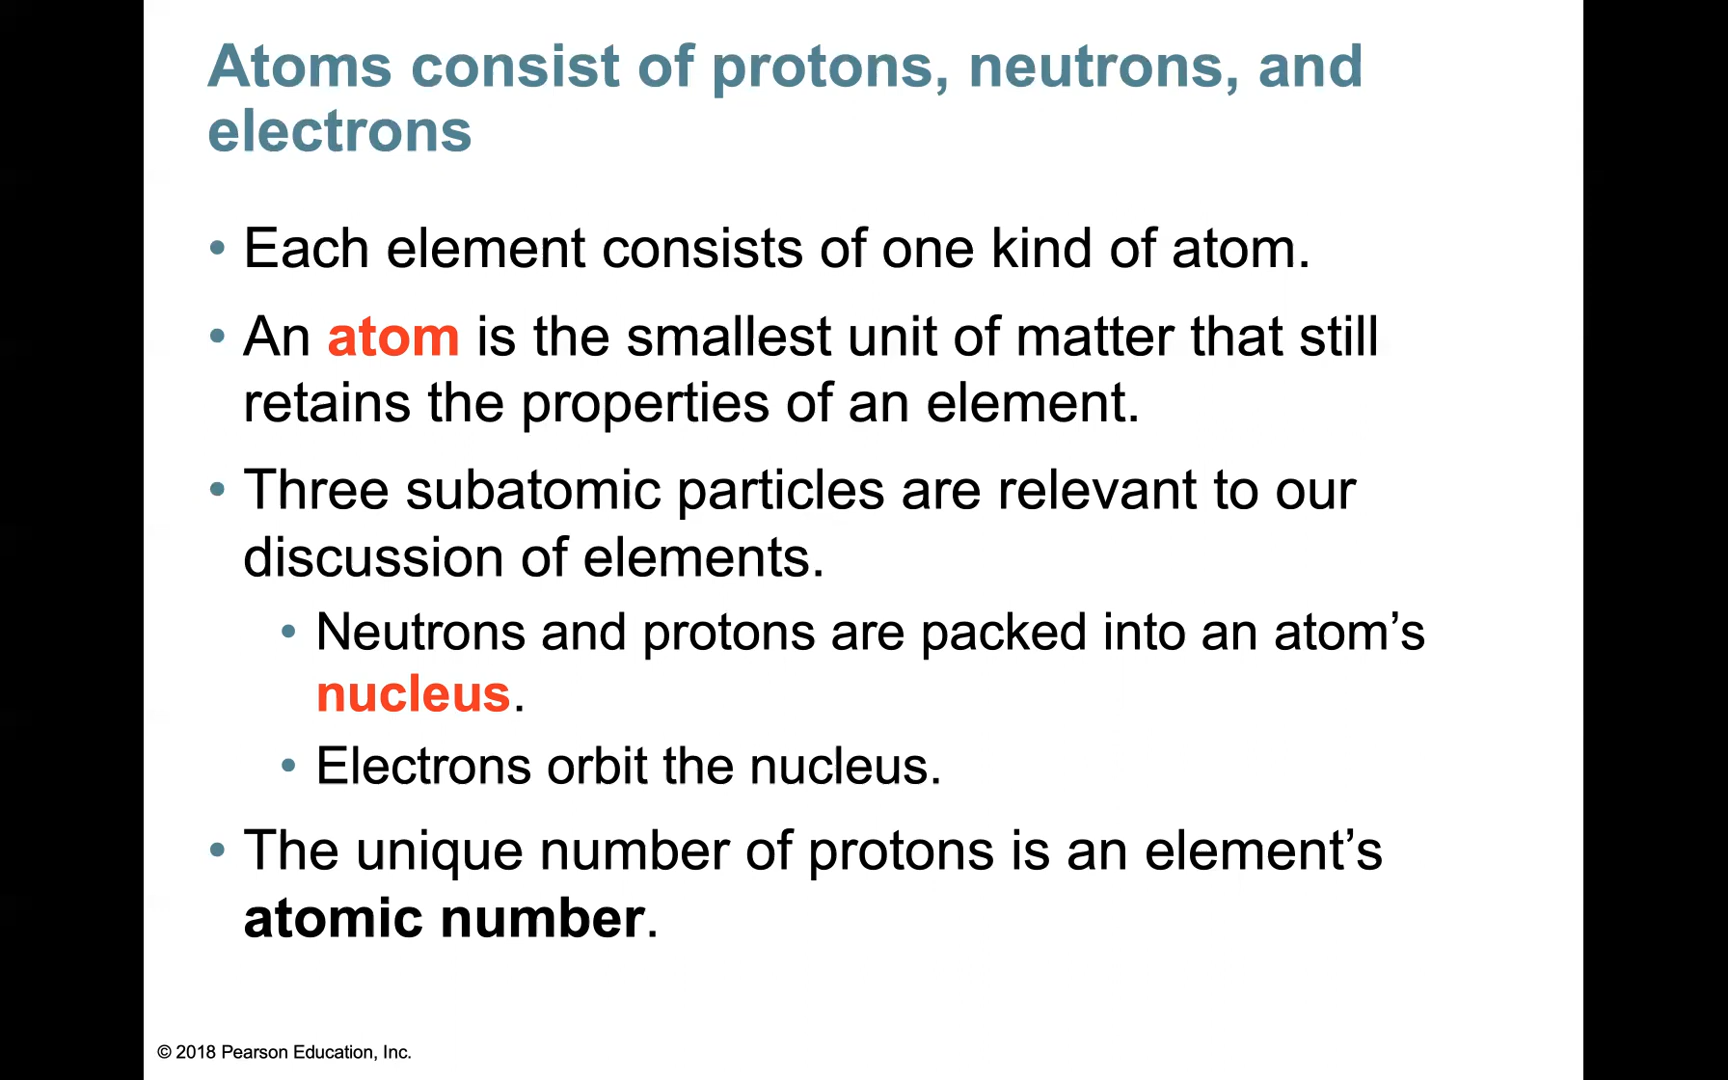 Atoms consist of protons, neutrons, and
electrons
• Each element consists of one kind of atom.
• An atom is the smallest unit of matter that still
retains the properties of an element.
• Three subatomic particles are relevant to our
discussion of elements.
• Neutrons and protons are packed into an atom’s
nucleus.
• Electrons orbit the nucleus.
• The unique number of protons is an element’s
atomic number.
© 2018 Pearson Education, Inc.